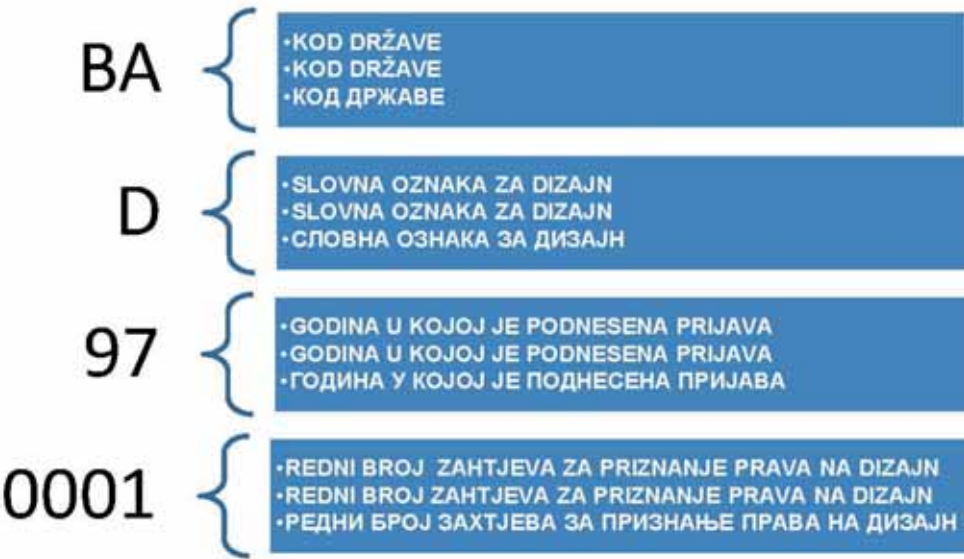 BA
•KOD DRŽAVE
•KOD DRŽAVE
•КОД ДРЖАВЕ
D
•SLOVNA OZNAKA ZA DIZAJN
•SLOVNA OZNAKA ZA DIZAJN
•СЛОВНА ОЗНАКА ЗА ДИЗАЈН
97
•GODINA U KOJOJ JE PODNESENA PRIJAVA
•GODINA U KOJOJ JE PODNESENA PRIJAVA
•ГОДИНА У КОЈОЈ ЈЕ ПОДНЕСЕНА ПРИЈАВА
0001
•REDNI BROJ ZAHTJEVA ZA PRIZNANJE PRAVA NA DIZAJN
•REDNI BROJ ZAHTJEVA ZA PRIZNANJE PRAVA NA DIZAJN
•РЕДНИ БРОЈ ЗАХТЈЕВА ЗА ПРИЗНАЊЕ ПРАВА НА ДИЗАЈН